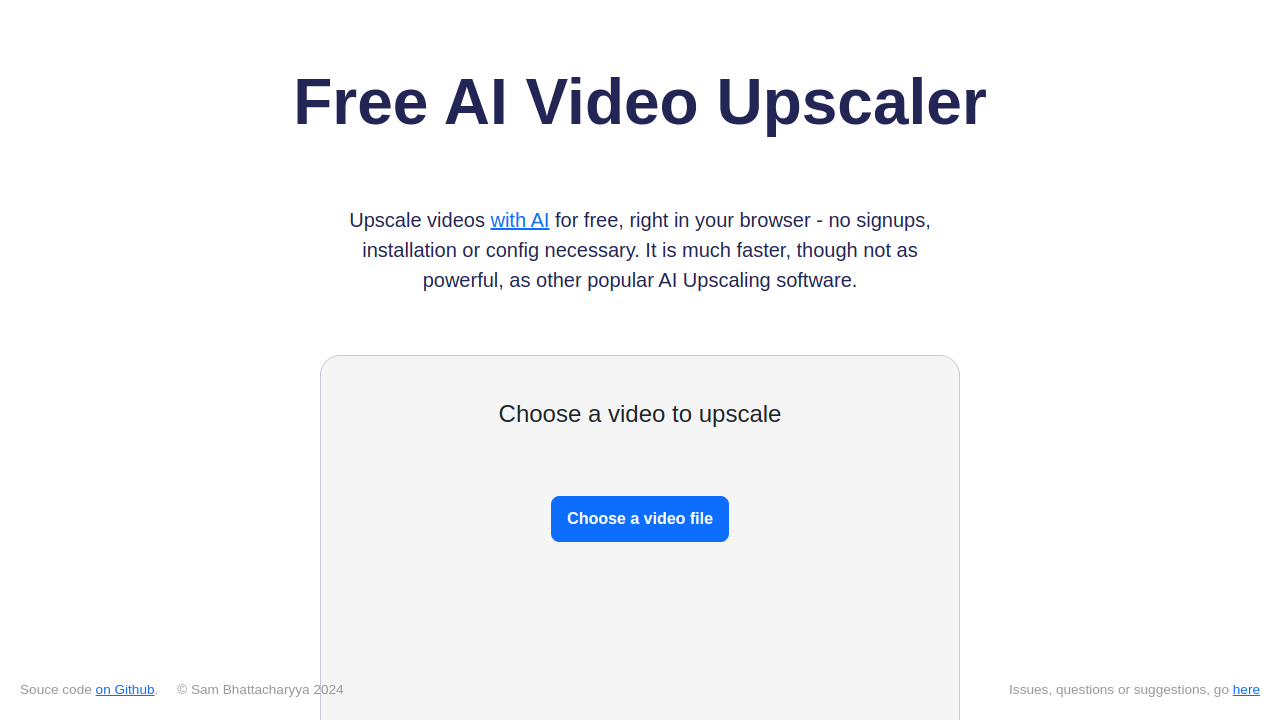 Free AI Video Upscaler
Upscale videos with AI for free, right in your browser - no signups,
installation or config necessary. It is much faster, though not as
powerful, as other popular AI Upscaling software.
Choose a video to upscale
Choose a video file
Souce code on Github. © Sam Bhattacharyya 2024
Issues, questions or suggestions, go here